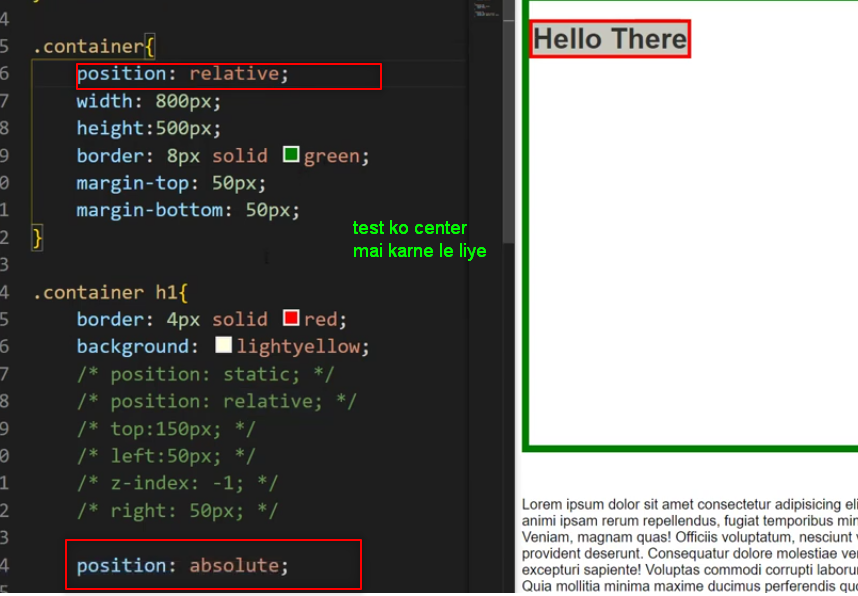 4
5 .container{
6 position: relative;
7 width: 800px;
8 height:500px;
9 border: 8px solid green;
0 margin-top: 50px;
1 margin-bottom: 50px;
2 }
3
4 .container h1{
5 border: 4px solid red;
6 background: lightyellow;
7 /* position: static; */
8 /* position: relative; */
9 /* top:150px; */
0 /* left:50px; */
1 /* z-index: -1; */
2 /* right: 50px; */
3
4 position: absolute;
test ko center
mai karne le liye
Hello There
Lorem ipsum dolor sit amet consectetur adipisicing eli
animi ipsam rerum repellendus, fugiat temporibus min
Veniam, magnam quas! Officiis voluptatum, nesciunt
provident deserunt. Consequatur dolore molestiae ve
excepturi sapiente! Voluptas commodi corrupti laboru
Quia mollitia minima maxime ducimus perferendis qu